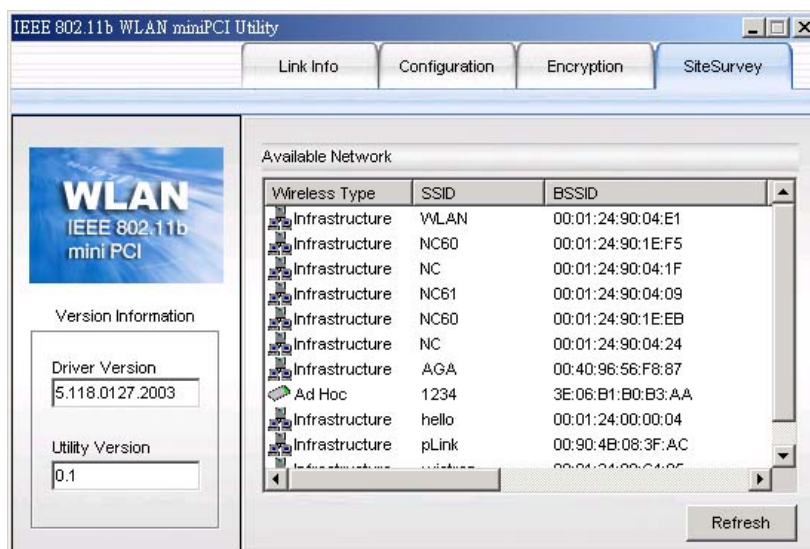 IEEE 802.11b WLAN miniPCI Utility
Link Info Configuration Encryption SiteSurvey
WLAN
IEEE 802.11b
mini PCI
Version Information
Driver Version
5.118.0127.2003
Utility Version
0.1
Available Network
Wireless Type SSID BSSID
Infrastructure WLAN 00:01:24:90:04:E1
Infrastructure NC60 00:01:24:90:1E:F5
Infrastructure NC 00:01:24:90:04:1F
Infrastructure NC61 00:01:24:90:04:09
Infrastructure NC60 00:01:24:90:1E:EB
Infrastructure NC 00:01:24:90:04:24
Infrastructure AGA 00:40:96:56:F8:87
Ad Hoc 1234 3E:06:B1:B0:B3:AA
Infrastructure hello 00:01:24:00:00:04
Infrastructure pLink 00:90:4B:08:3F:AC
Refresh